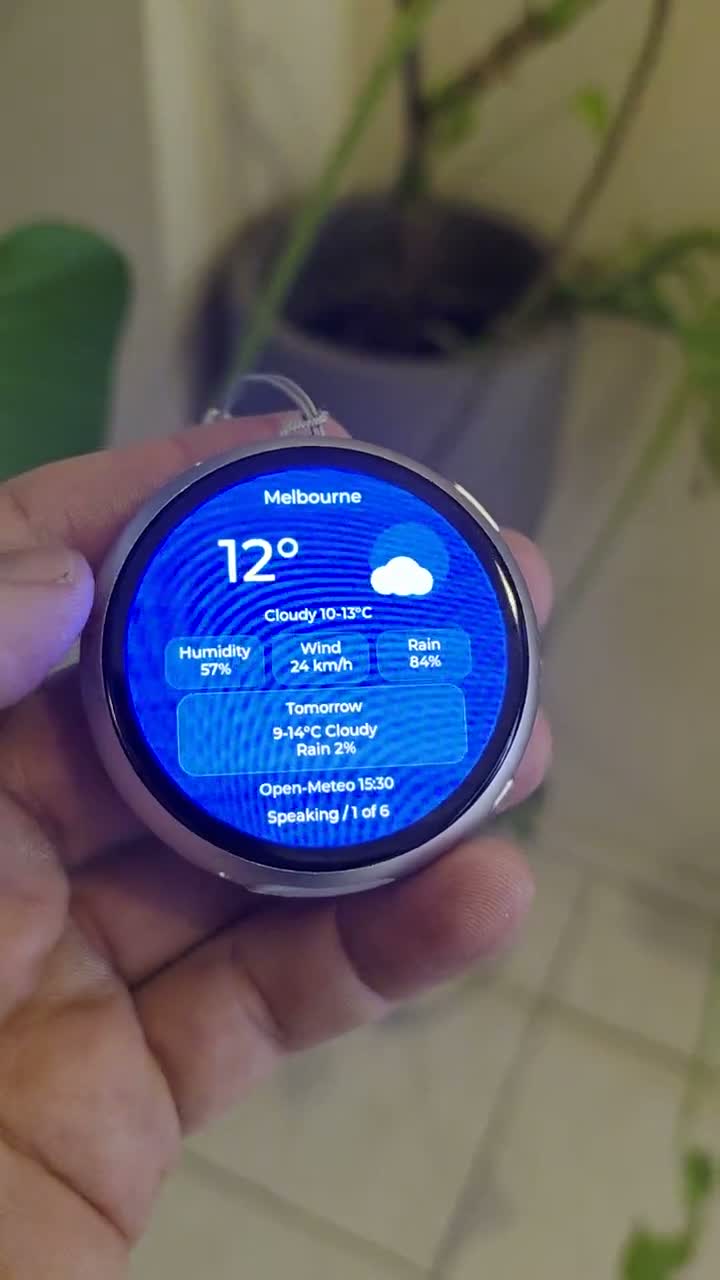 Melbourne
12°
Cloudy 10-13°C
Humidity
57%
Wind
24 km/h
Rain
84%
Tomorrow
9-14°C Cloudy
Rain 2%
Open-Meteo 15:30
Speaking / 1 of 6